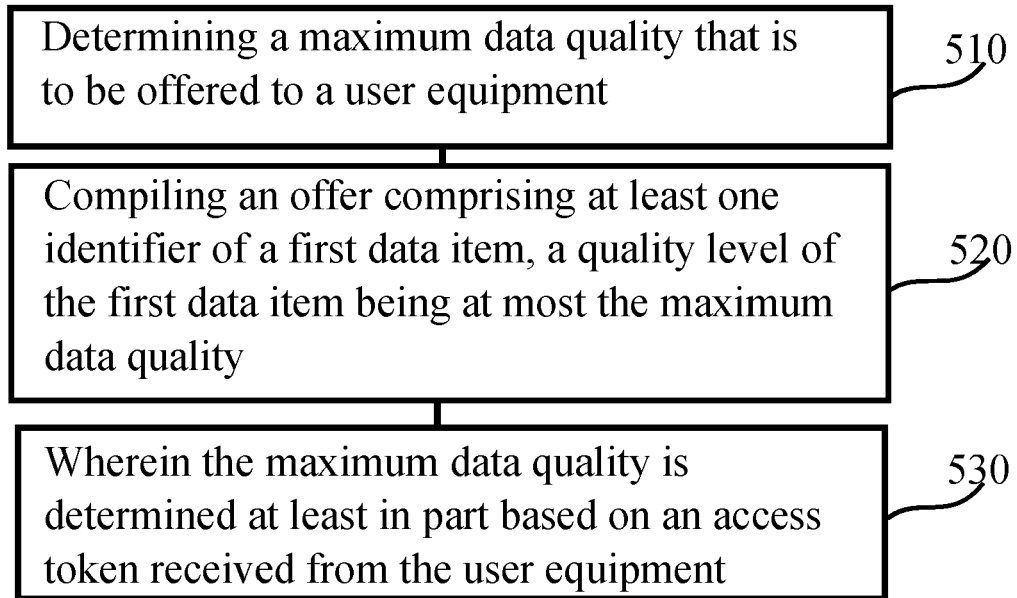 Determining a maximum data quality that is
to be offered to a user equipment
510
Compiling an offer comprising at least one
identifier of a first data item, a quality level of
the first data item being at most the maximum
data quality
520
Wherein the maximum data quality is
determined at least in part based on an access
token received from the user equipment
530